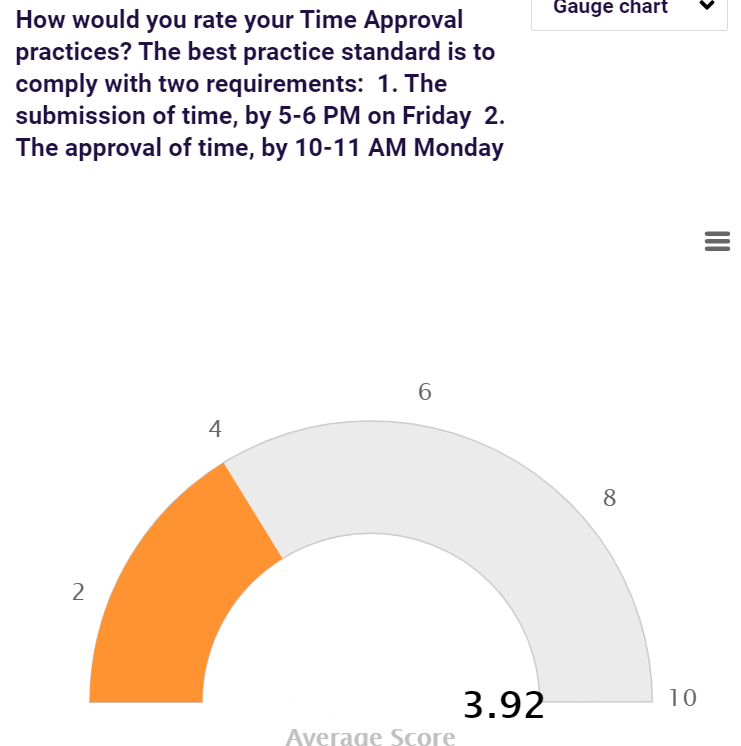 Gauge chart
How would you rate your Time Approval
practices? The best practice standard is to
comply with two requirements:  1. The
submission of time, by 5-6 PM on Friday  2.
The approval of time, by 10-11 AM Monday
6
4
8
2
10
3.92
Average Score